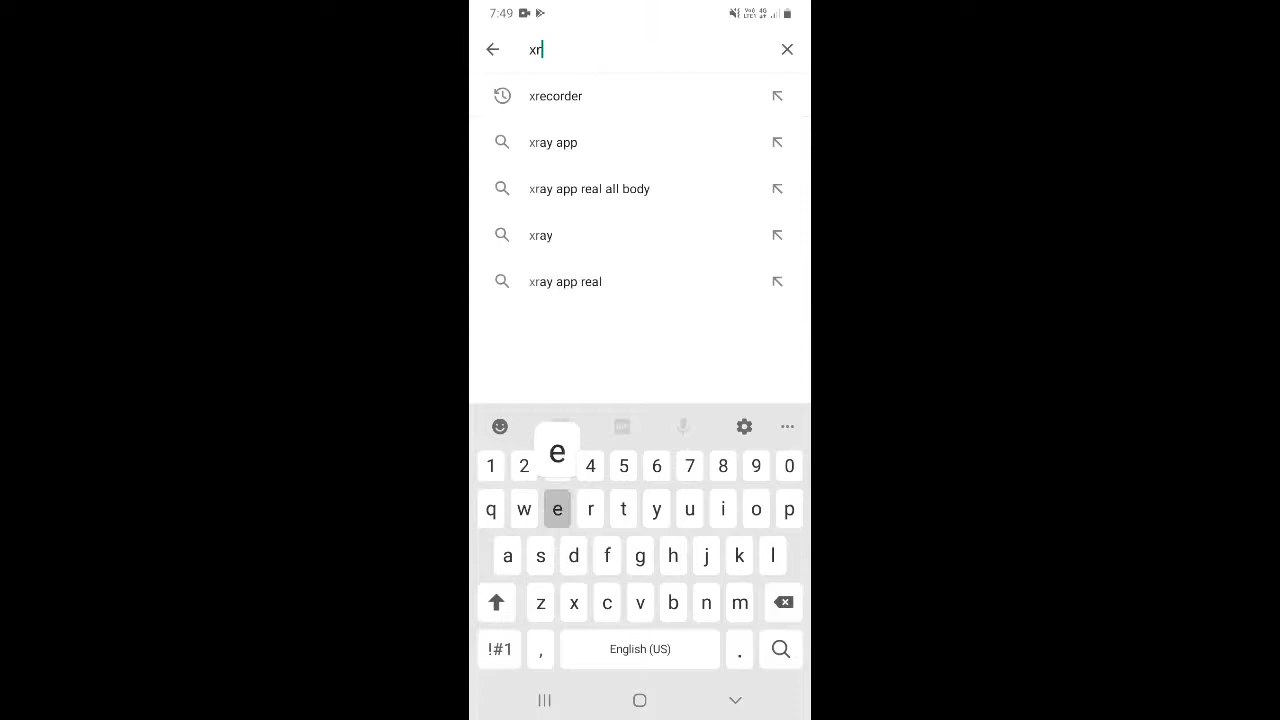 7:49
xr
xrecorder
xray app
xray app real all body
xray
xray app real
e
1 2 4 5 6 7 8 9 0
q w e r t y u i o p
a s d f g h j k l
z x c v b n m
!#1 , English (US) .